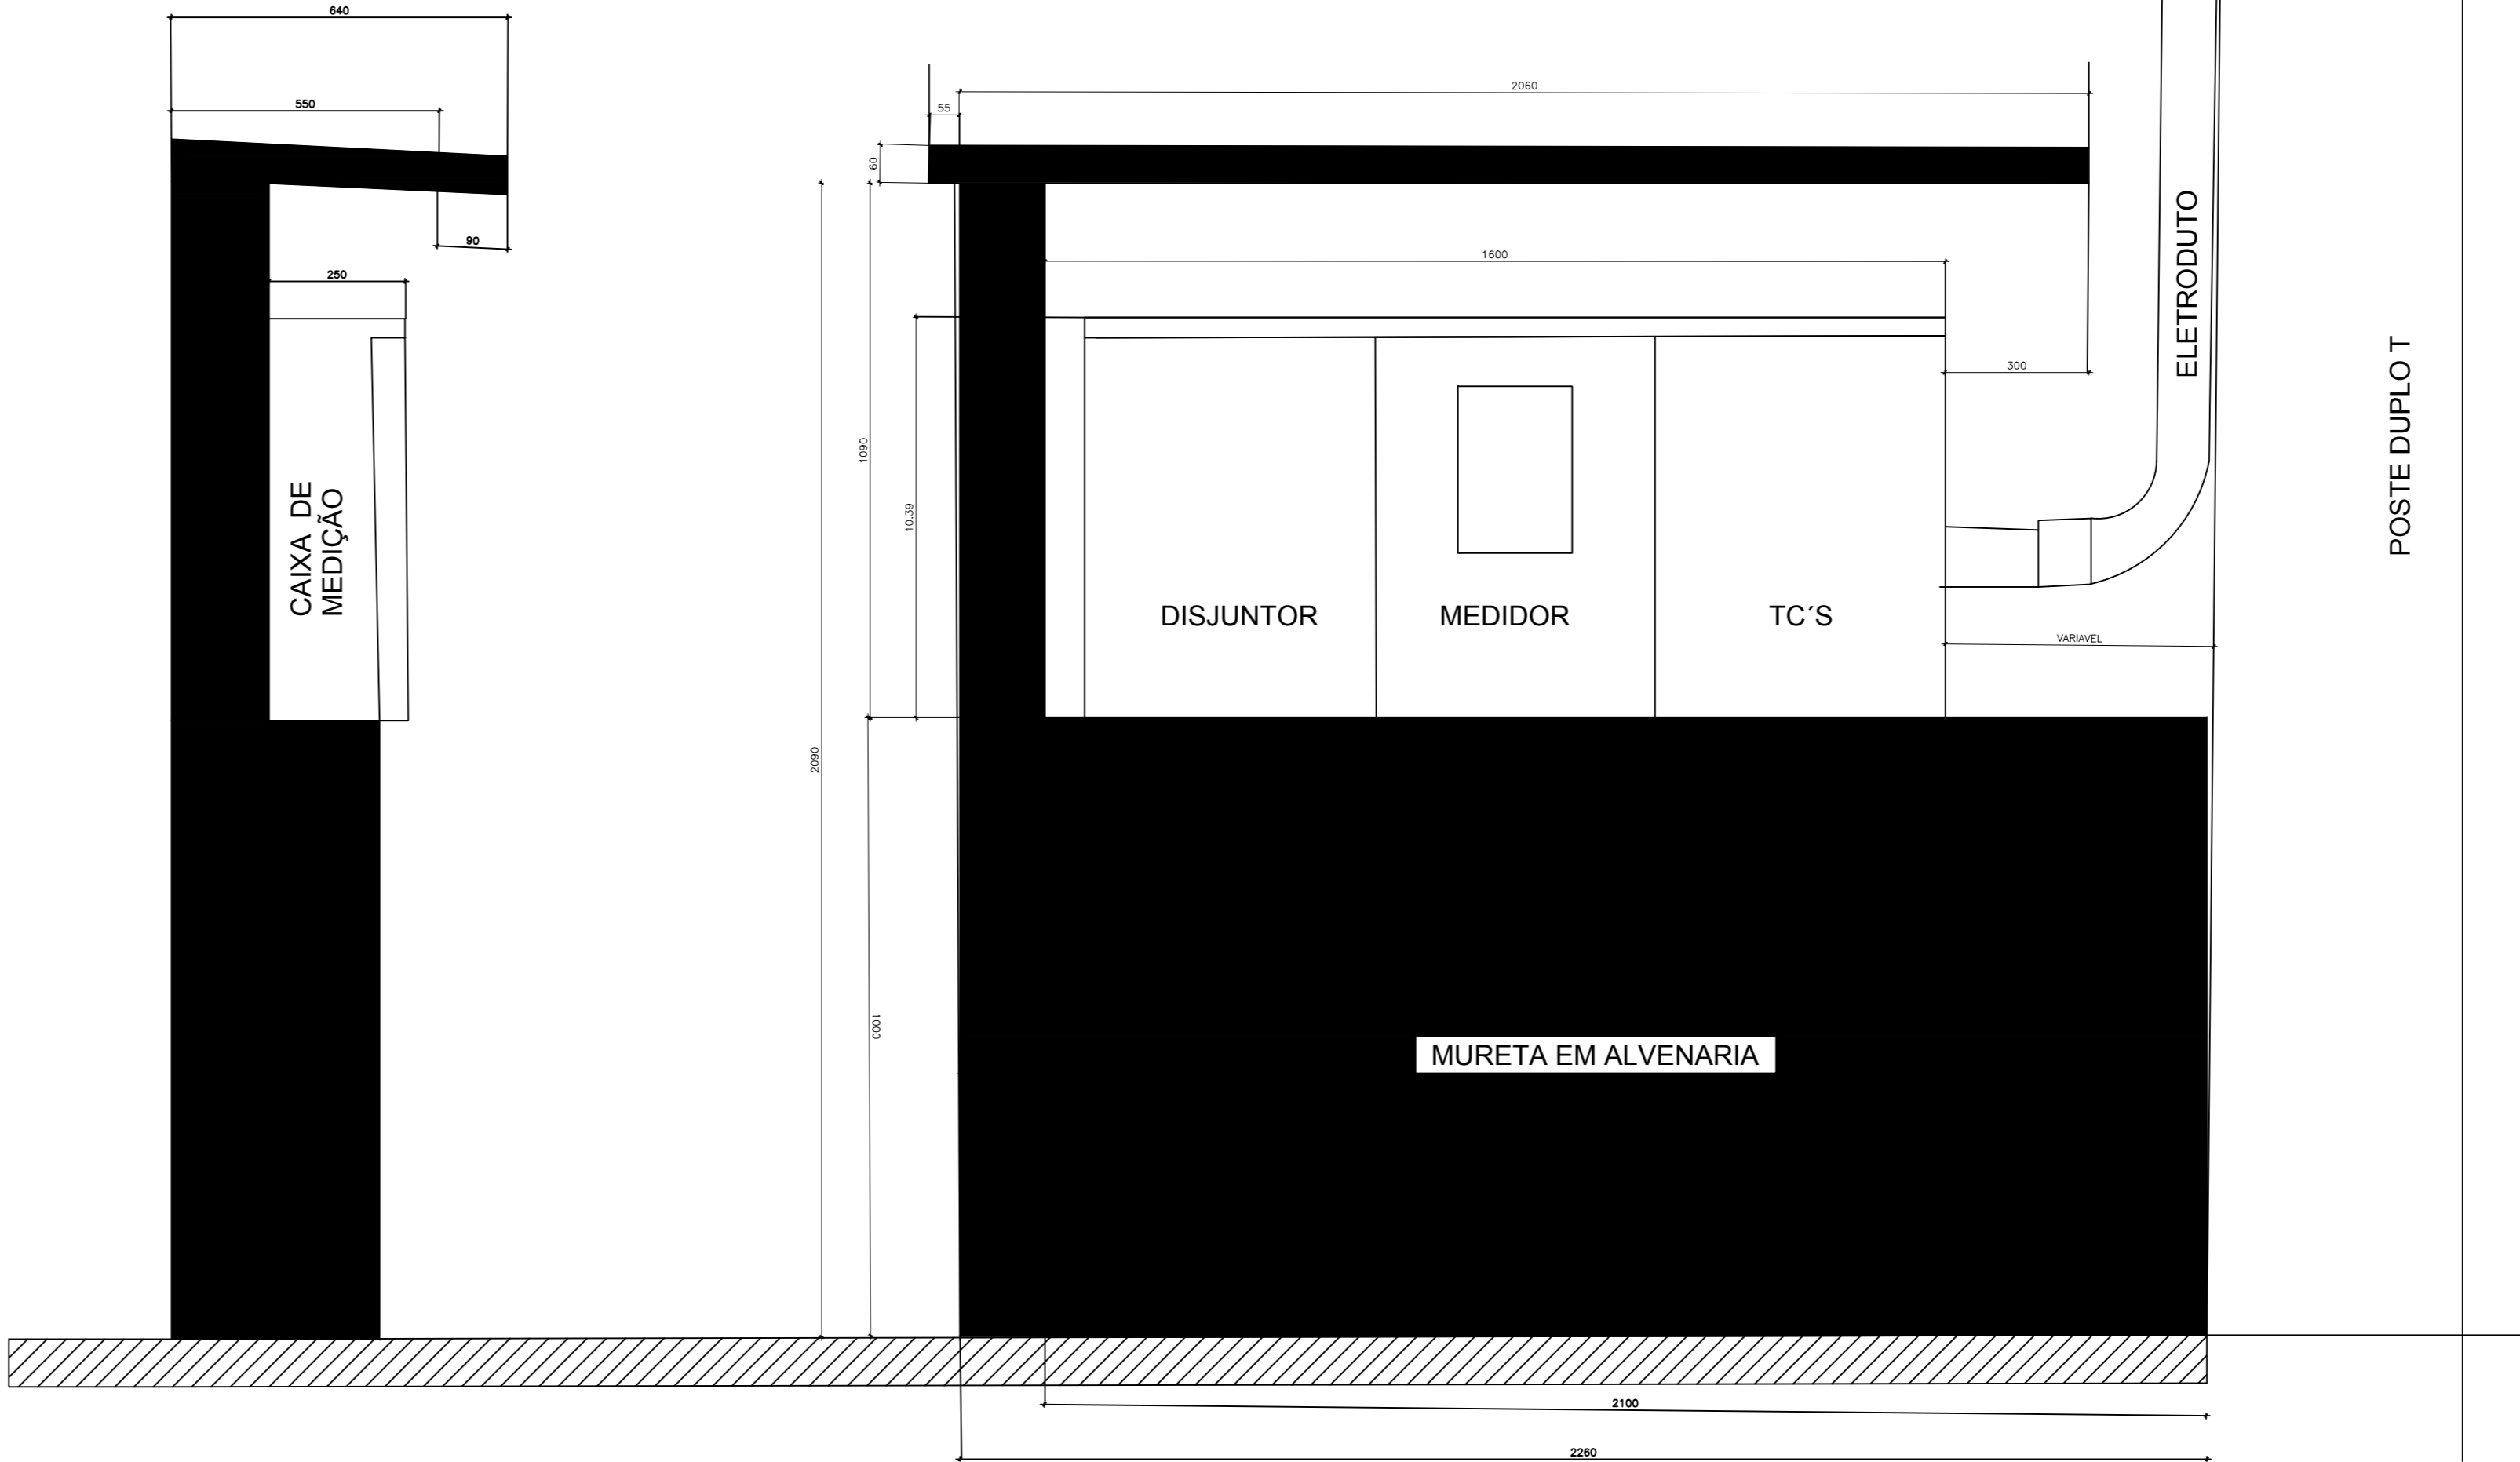 640
550
90
250
CAIXA DE
MEDIÇÃO
2060
55
60
1600
300
1090
10.39
2090
1000
DISJUNTOR
MEDIDOR
TC´S
VARIAVEL
ELETRODUTO
POSTE DUPLO T
MURETA EM ALVENARIA
2100
2260